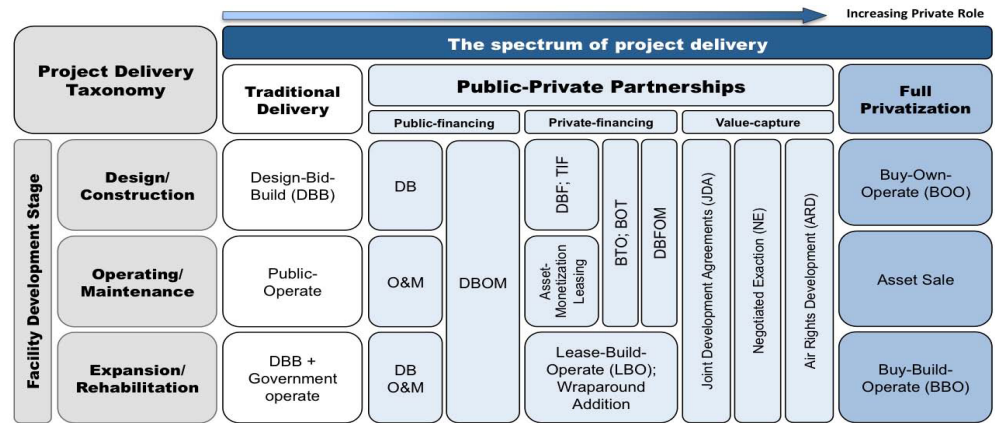 Increasing Private Role
The spectrum of project delivery
Project Delivery
Taxonomy
Traditional
Delivery
Public-Private Partnerships
Full
Privatization
Public-financing
Private-financing
Value-capture
Facility Development Stage
Design/
Construction
Design-Bid-
Build (DBB)
DB
DBOM
DBF; TIF
BTO; BOT
DBFOM
Joint Development Agreements (JDA)
Negotiated Exaction (NE)
Air Rights Development (ARD)
Buy-Own-
Operate (BOO)
Operating/
Maintenance
Public-
Operate
O&M
Asset-
Monetization
Leasing
Asset Sale
Expansion/
Rehabilitation
DBB +
Government
operate
DB
O&M
Lease-Build-
Operate (LBO);
Wraparound
Addition
Buy-Build-
Operate (BBO)